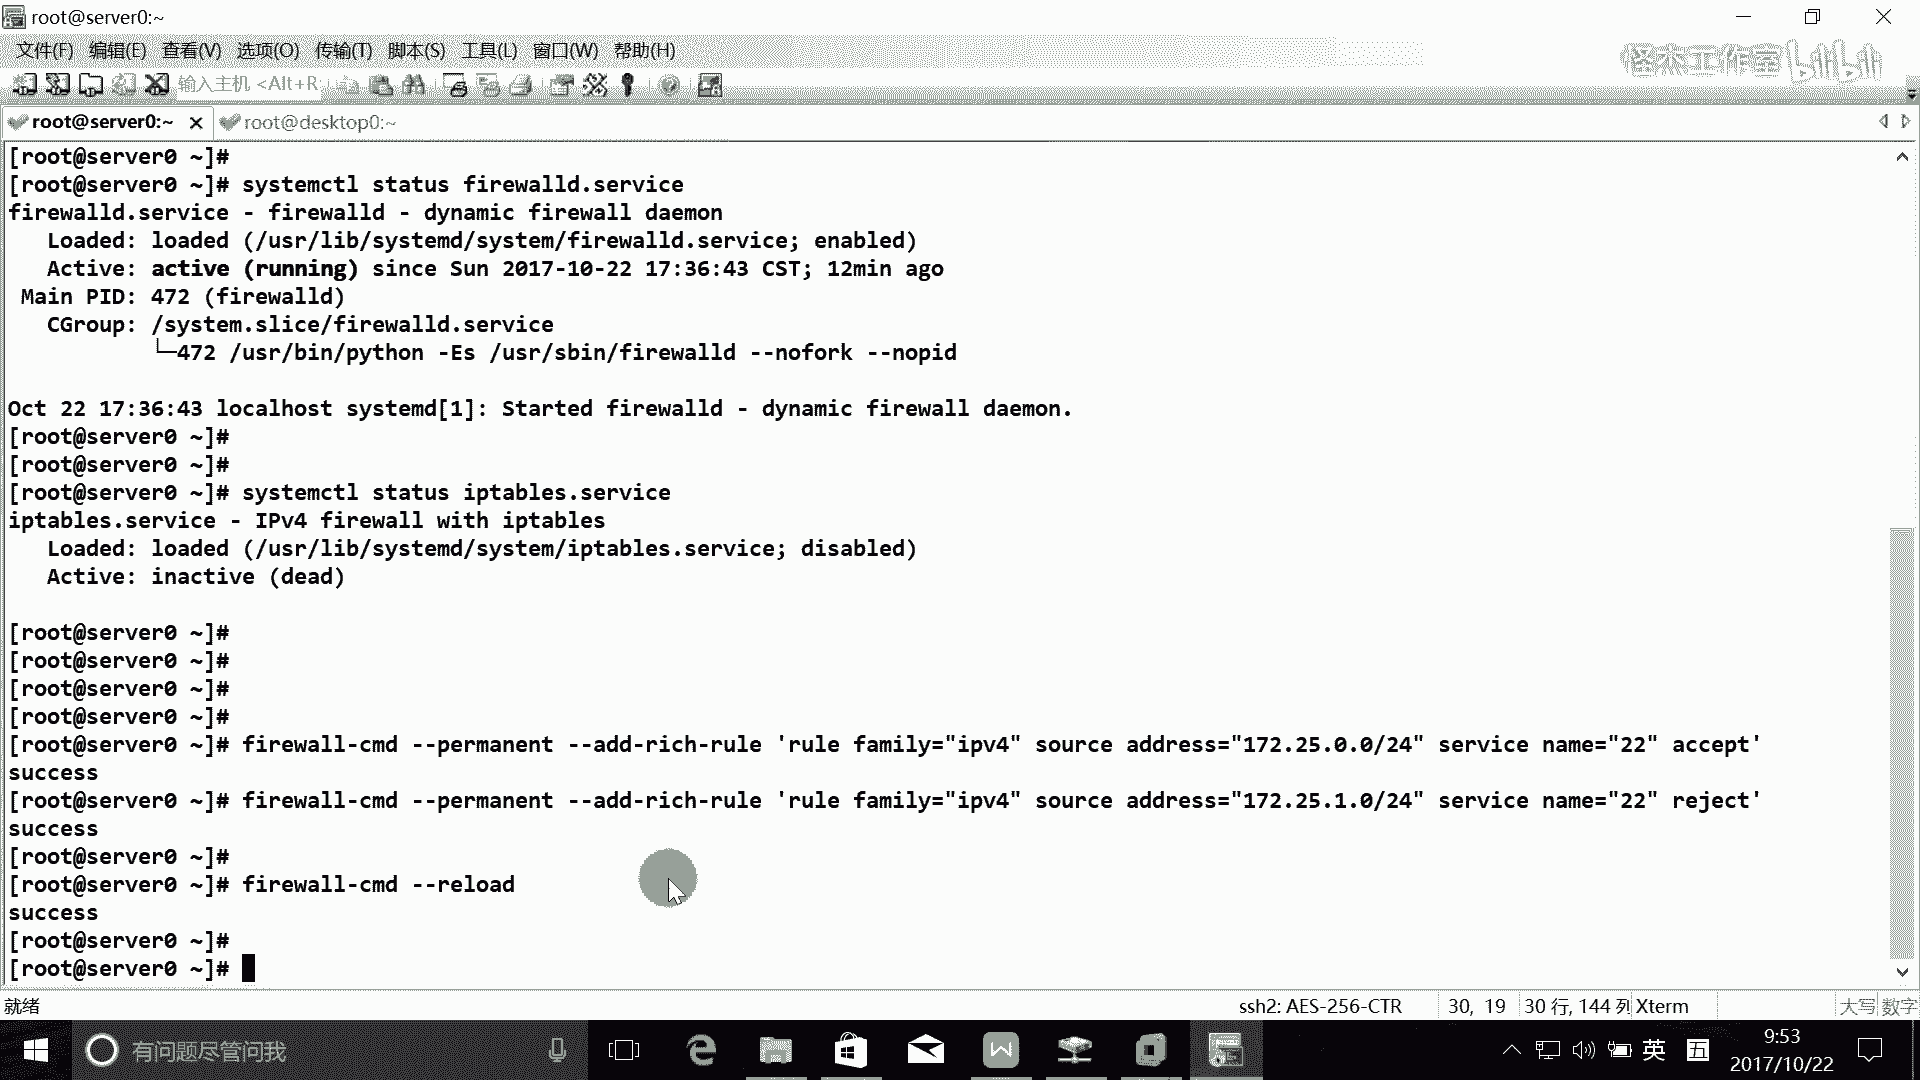 root@server0:~
文件(F) 编辑(E) 查看(V) 选项(O) 传输(T) 脚本(S) 工具(L) 窗口(W) 帮助(H)
怪杰工作室 bilibili
输入主机 <Alt+R
root@server0:~ root@desktop0:~
[root@server0 ~]#
[root@server0 ~]# systemctl status firewalld.service
firewalld.service - firewalld - dynamic firewall daemon
Loaded: loaded (/usr/lib/systemd/system/firewalld.service; enabled)
Active: active (running) since Sun 2017-10-22 17:36:43 CST; 12min ago
Main PID: 472 (firewalld)
CGroup: /system.slice/firewalld.service
└─472 /usr/bin/python -Es /usr/sbin/firewalld --nofork --nopid
Oct 22 17:36:43 localhost systemd[1]: Started firewalld - dynamic firewall daemon.
[root@server0 ~]#
[root@server0 ~]#
[root@server0 ~]# systemctl status iptables.service
iptables.service - IPv4 firewall with iptables
Loaded: loaded (/usr/lib/systemd/system/iptables.service; disabled)
Active: inactive (dead)
[root@server0 ~]#
[root@server0 ~]#
[root@server0 ~]#
[root@server0 ~]#
[root@server0 ~]# firewall-cmd --permanent --add-rich-rule 'rule family="ipv4" source address="172.25.0.0/24" service name="22" accept'
success
[root@server0 ~]# firewall-cmd --permanent --add-rich-rule 'rule family="ipv4" source address="172.25.1.0/24" service name="22" reject'
success
[root@server0 ~]#
[root@server0 ~]# firewall-cmd --reload
success
[root@server0 ~]#
[root@server0 ~]#
就绪 ssh2: AES-256-CTR 30, 19 30 行, 144 列 Xterm 大写 数字
有问题尽管问我 英 五 9:53
2017/10/22